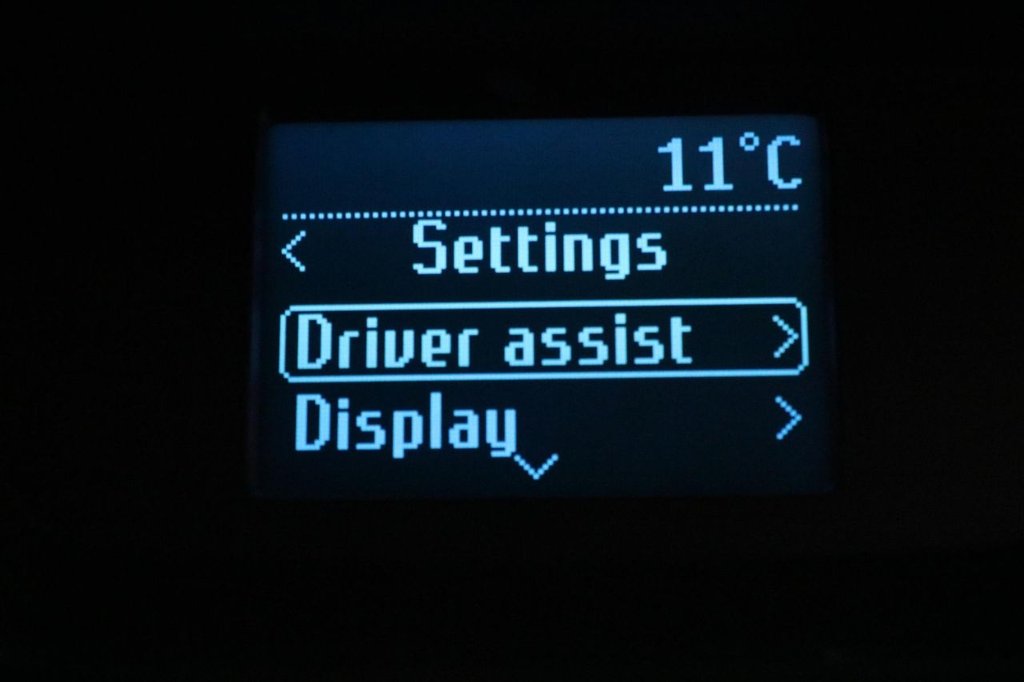 11°C
Settings
Driver assist
Display